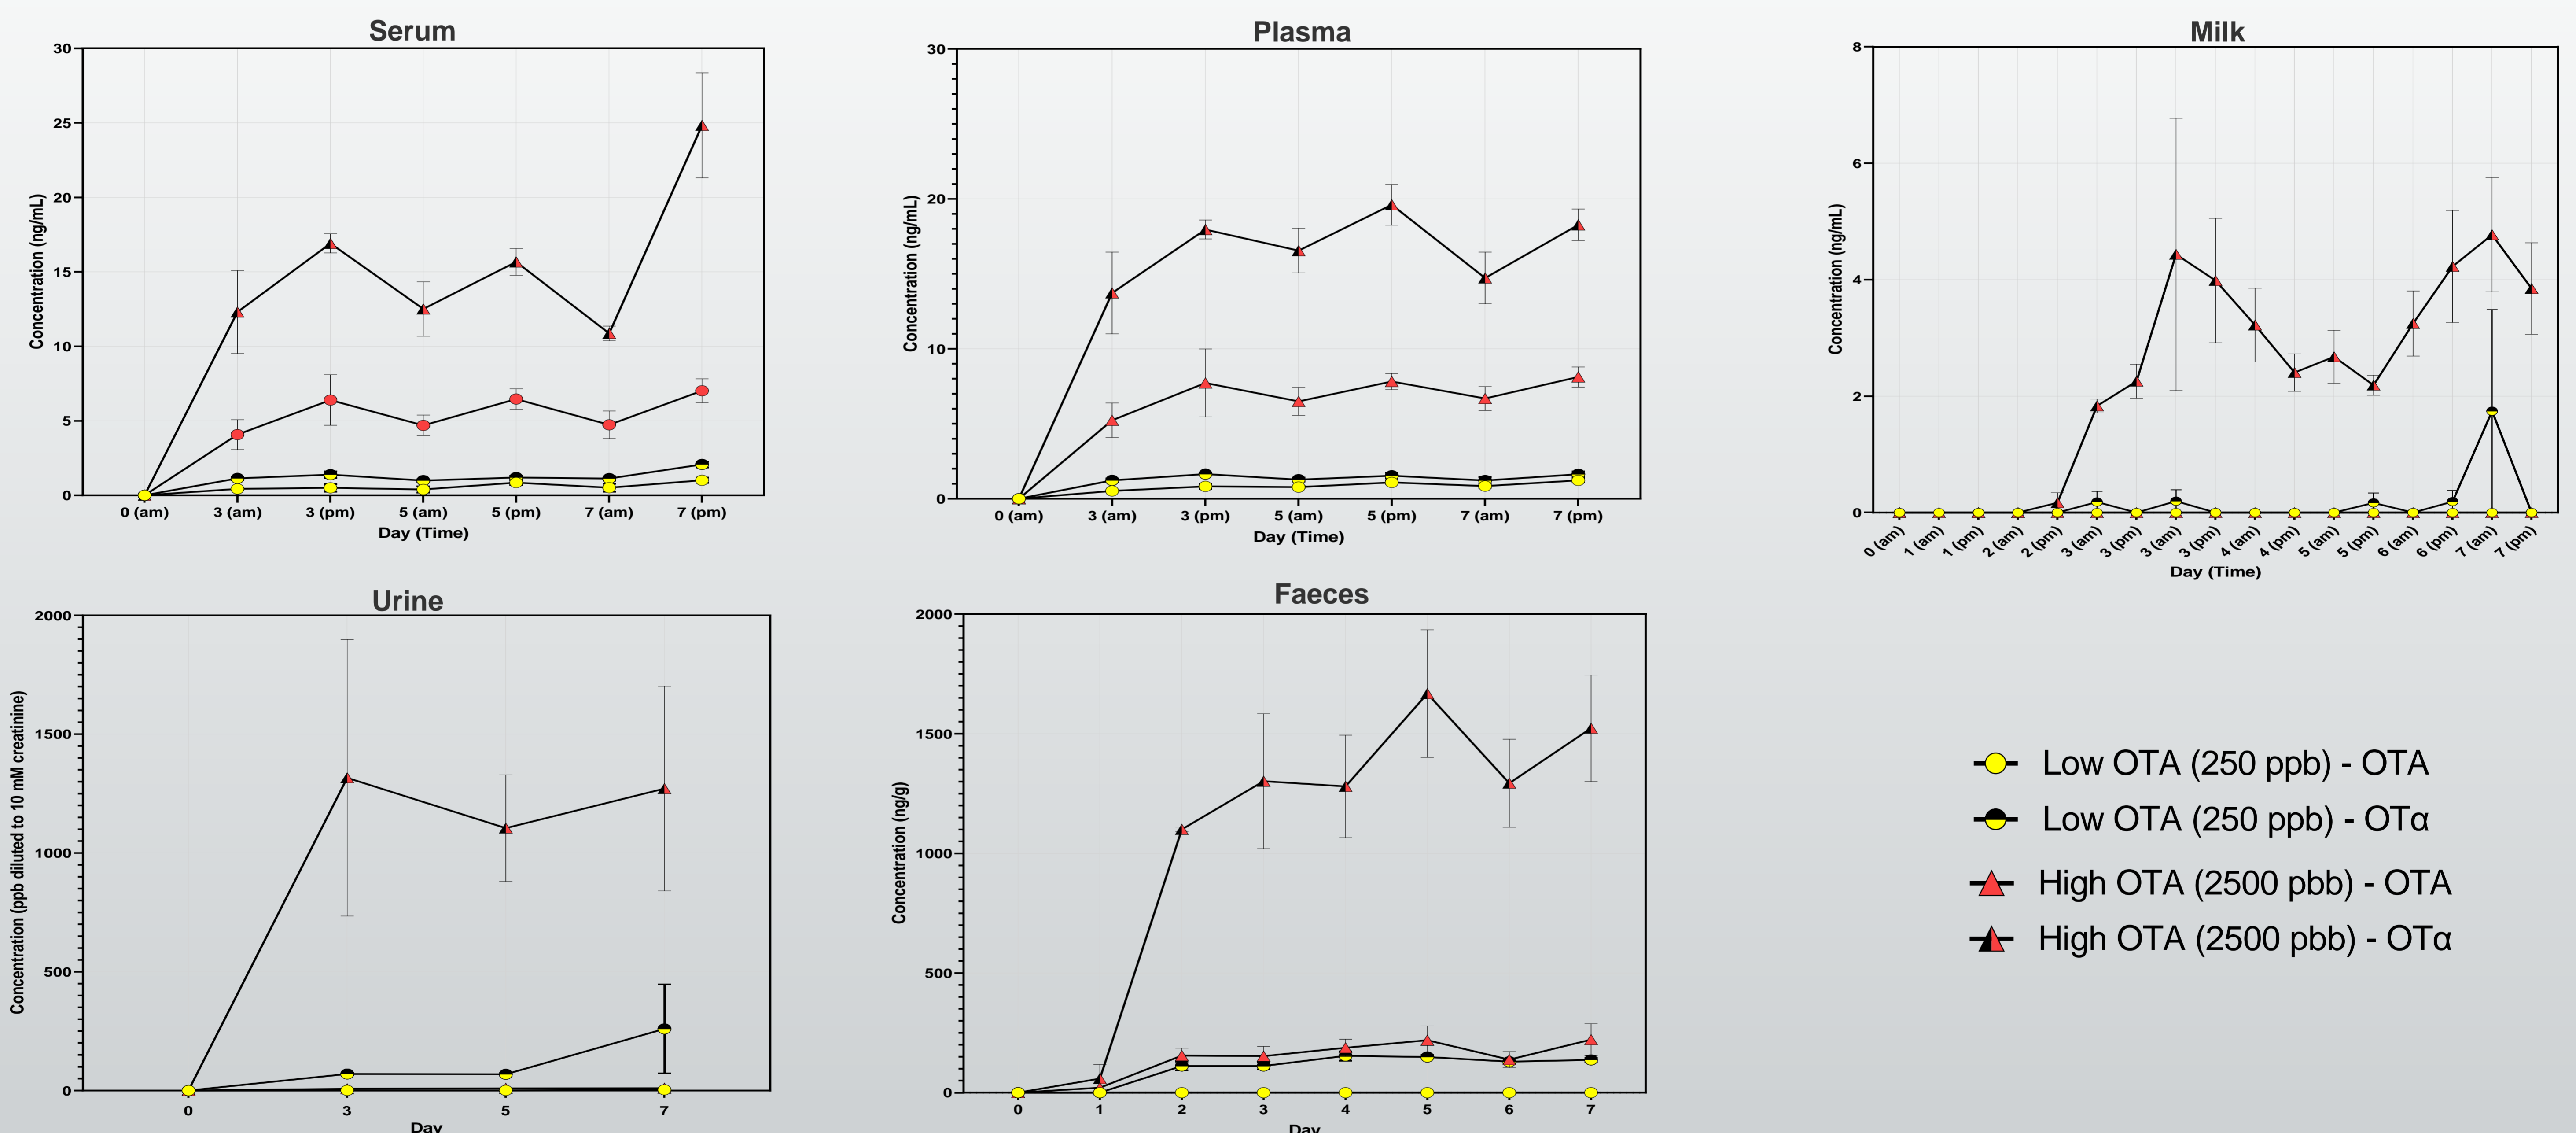 Serum
30
25
20
15
10
5
0
Concentration (ng/mL)
0 (am) 3 (am) 3 (pm) 5 (am) 5 (pm) 7 (am) 7 (pm)
Day (Time)
Plasma
30
20
10
0
Concentration (ng/mL)
0 (am) 3 (am) 3 (pm) 5 (am) 5 (pm) 7 (am) 7 (pm)
Day (Time)
Milk
8
6
4
2
0
Concentration (ng/mL)
0 (am) 1 (am) 1 (pm) 2 (am) 2 (pm) 3 (am) 3 (pm) 3 (am) 3 (pm) 4 (am) 4 (pm) 5 (am) 5 (pm) 6 (am) 6 (pm) 7 (am) 7 (pm)
Day (Time)
Urine
2000
1500
1000
500
0
Concentration (ppb diluted to 10 mM creatinine)
0 3 5 7
Day
Faeces
2000
1500
1000
500
0
Concentration (ng/g)
0 1 2 3 4 5 6 7
Day
Low OTA (250 ppb) - OTA
Low OTA (250 ppb) - OTα
High OTA (2500 pbb) - OTA
High OTA (2500 pbb) - OTα